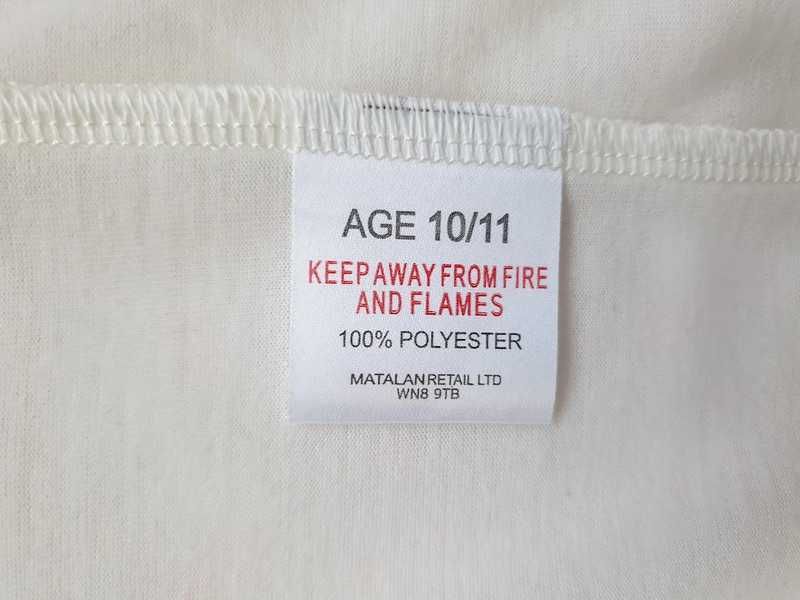 AGE 10/11
KEEP AWAY FROM FIRE
AND FLAMES
100% POLYESTER
MATALAN RETAIL LTD
WN8 9TB